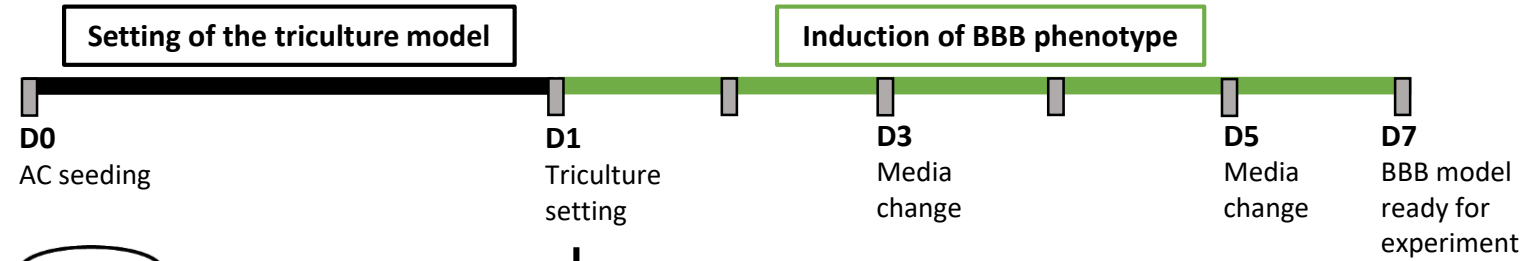 Setting of the triculture model
Induction of BBB phenotype
D0
AC seeding
D1
Triculture
setting
D3
Media
change
D5
Media
change
D7
BBB model
ready for
experiment